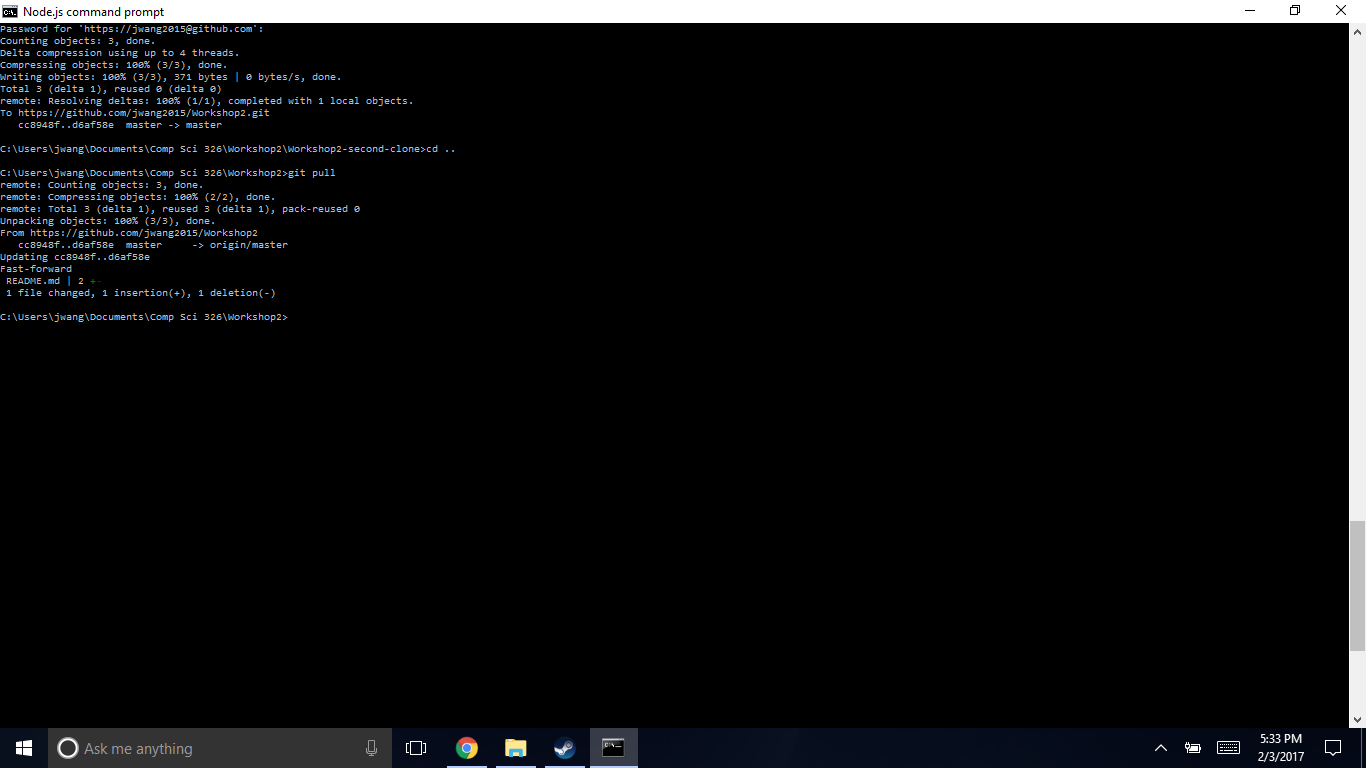 Node.js command prompt
Password for 'https://jwang2015@github.com':
Counting objects: 3, done.
Delta compression using up to 4 threads.
Compressing objects: 100% (3/3), done.
Writing objects: 100% (3/3), 371 bytes | 0 bytes/s, done.
Total 3 (delta 1), reused 0 (delta 0)
remote: Resolving deltas: 100% (1/1), completed with 1 local objects.
To https://github.com/jwang2015/Workshop2.git
   cc8948f..d6af58e  master -> master
C:\Users\jwang\Documents\Comp Sci 326\Workshop2\Workshop2-second-clone>cd ..
C:\Users\jwang\Documents\Comp Sci 326\Workshop2>git pull
remote: Counting objects: 3, done.
remote: Compressing objects: 100% (2/2), done.
remote: Total 3 (delta 1), reused 3 (delta 1), pack-reused 0
Unpacking objects: 100% (3/3), done.
From https://github.com/jwang2015/Workshop2
   cc8948f..d6af58e  master     -> origin/master
Updating cc8948f..d6af58e
Fast-forward
 README.md | 2 +-
 1 file changed, 1 insertion(+), 1 deletion(-)
C:\Users\jwang\Documents\Comp Sci 326\Workshop2>
Ask me anything
5:33 PM
2/3/2017